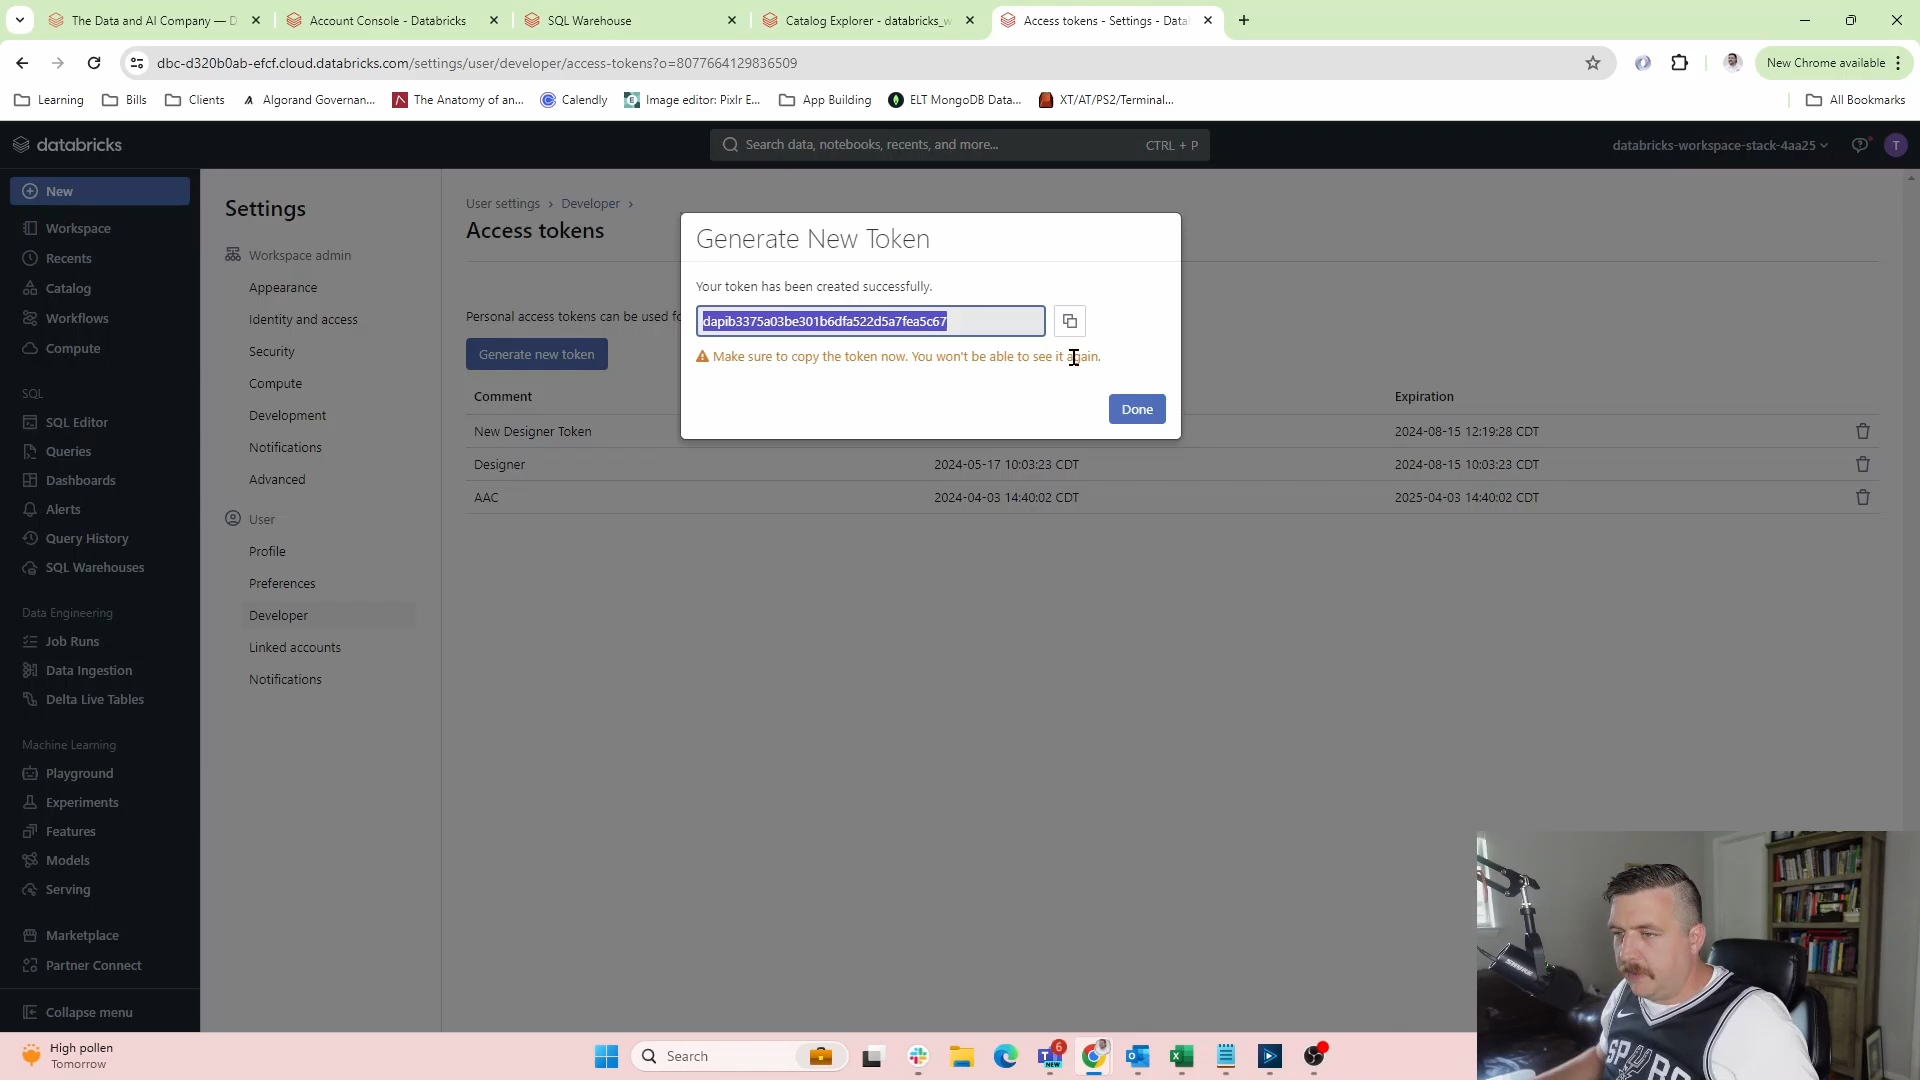 The Data and AI Company — D
Account Console - Databricks
SQL Warehouse
Catalog Explorer - databricks_w
Access tokens - Settings - Data
dbc-d320b0ab-efcf.cloud.databricks.com/settings/user/developer/access-tokens?o=8077664129836509
New Chrome available
Learning
Bills
Clients
Algorand Governan...
The Anatomy of an...
Calendly
Image editor: Pixlr E...
App Building
ELT MongoDB Data...
XT/AT/PS2/Terminal...
All Bookmarks
databricks
Search data, notebooks, recents, and more...
CTRL + P
databricks-workspace-stack-4aa25
T
New
Workspace
Recents
Catalog
Workflows
Compute
SQL
SQL Editor
Queries
Dashboards
Alerts
Query History
SQL Warehouses
Data Engineering
Job Runs
Data Ingestion
Delta Live Tables
Machine Learning
Playground
Experiments
Features
Models
Serving
Marketplace
Partner Connect
Collapse menu
Settings
Workspace admin
Appearance
Identity and access
Security
Compute
Development
Notifications
Advanced
User
Profile
Preferences
Developer
Linked accounts
Notifications
User settings › Developer ›
Access tokens
Personal access tokens can be used fo
Generate new token
Generate New Token
Your token has been created successfully.
dapib3375a03be301b6dfa522d5a7fea5c67
Make sure to copy the token now. You won't be able to see it again.
Done
Comment
Expiration
New Designer Token
2024-08-15 12:19:28 CDT
Designer
2024-05-17 10:03:23 CDT
2024-08-15 10:03:23 CDT
AAC
2024-04-03 14:40:02 CDT
2025-04-03 14:40:02 CDT
SHURE
SPURS
High pollen
Tomorrow
Search
6
NEW